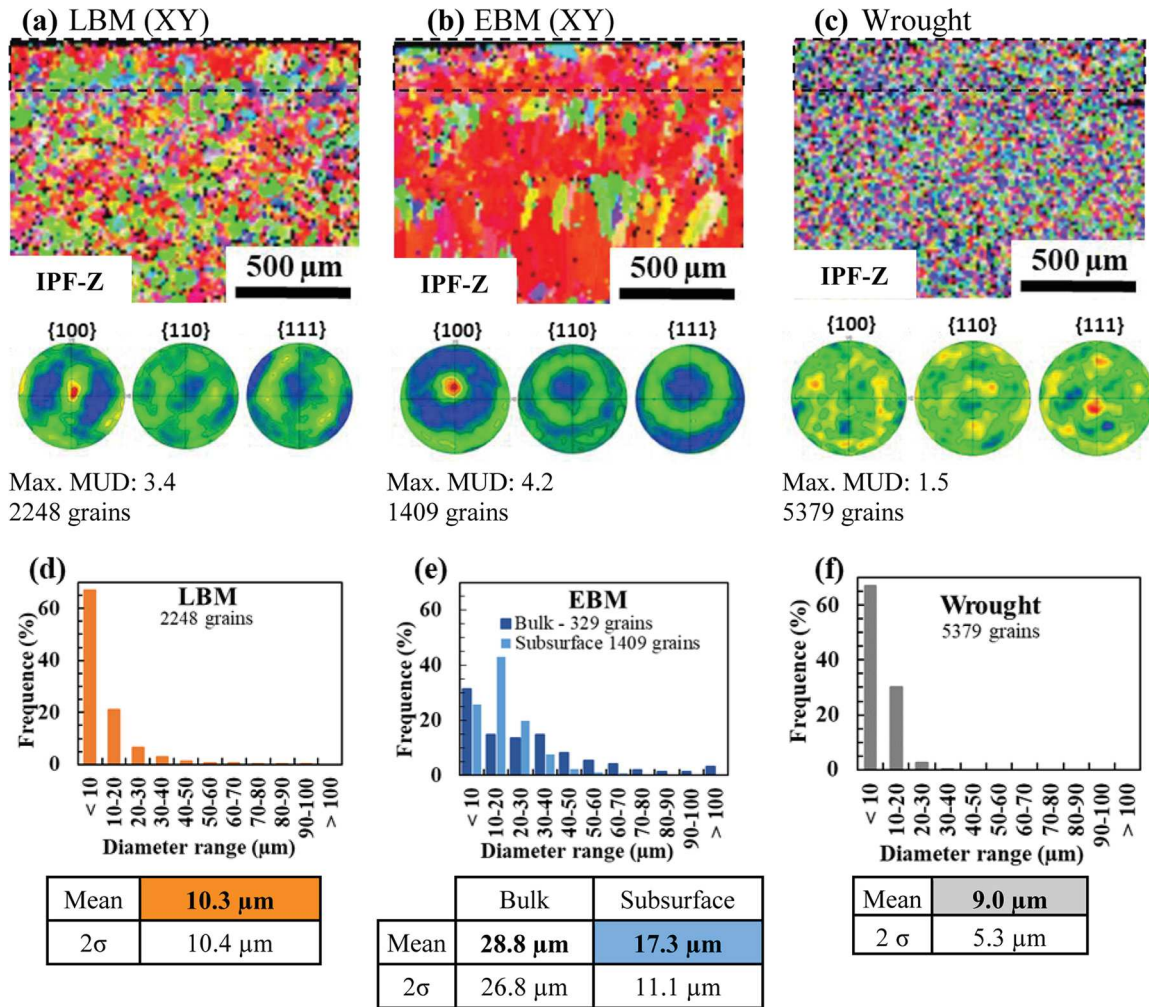 (a) LBM (XY)
(b) EBM (XY)
(c) Wrought
IPF-Z
500 µm
IPF-Z
500 µm
IPF-Z
500 µm
{100} {110} {111}
{100} {110} {111}
{100} {110} {111}
Max. MUD: 3.4
2248 grains
Max. MUD: 4.2
1409 grains
Max. MUD: 1.5
5379 grains
(d)
LBM
2248 grains
Frequence (%)
60
40
20
0
< 10
10-20
20-30
30-40
40-50
50-60
60-70
70-80
80-90
90-100
> 100
Diameter range (µm)
Mean 10.3 µm
2σ 10.4 µm
(e)
EBM
Bulk - 329 grains
Subsurface 1409 grains
Frequence (%)
60
40
20
0
< 10
10-20
20-30
30-40
40-50
50-60
60-70
70-80
80-90
90-100
> 100
Diameter range (µm)
Bulk Subsurface
Mean 28.8 µm 17.3 µm
2σ 26.8 µm 11.1 µm
(f)
Wrought
5379 grains
Frequence (%)
60
40
20
0
< 10
10-20
20-30
30-40
40-50
50-60
60-70
70-80
80-90
90-100
> 100
Diameter range (µm)
Mean 9.0 µm
2 σ 5.3 µm